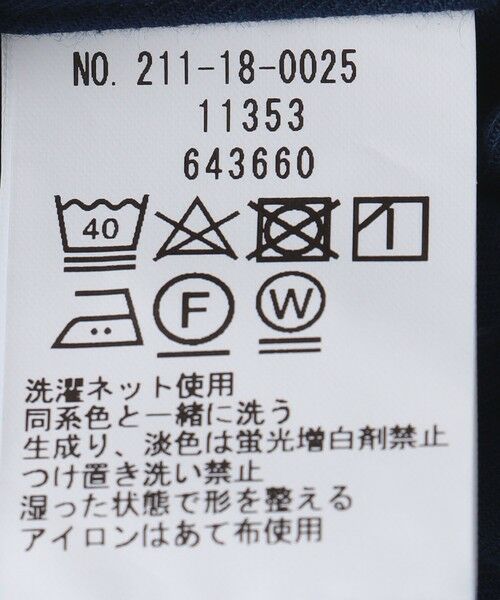 NO. 211-18-0025
11353
643660
40
F W
洗濯ネット使用
同系色と一緒に洗う
生成り、淡色は蛍光増白剤禁止
つけ置き洗い禁止
湿った状態で形を整える
アイロンはあて布使用